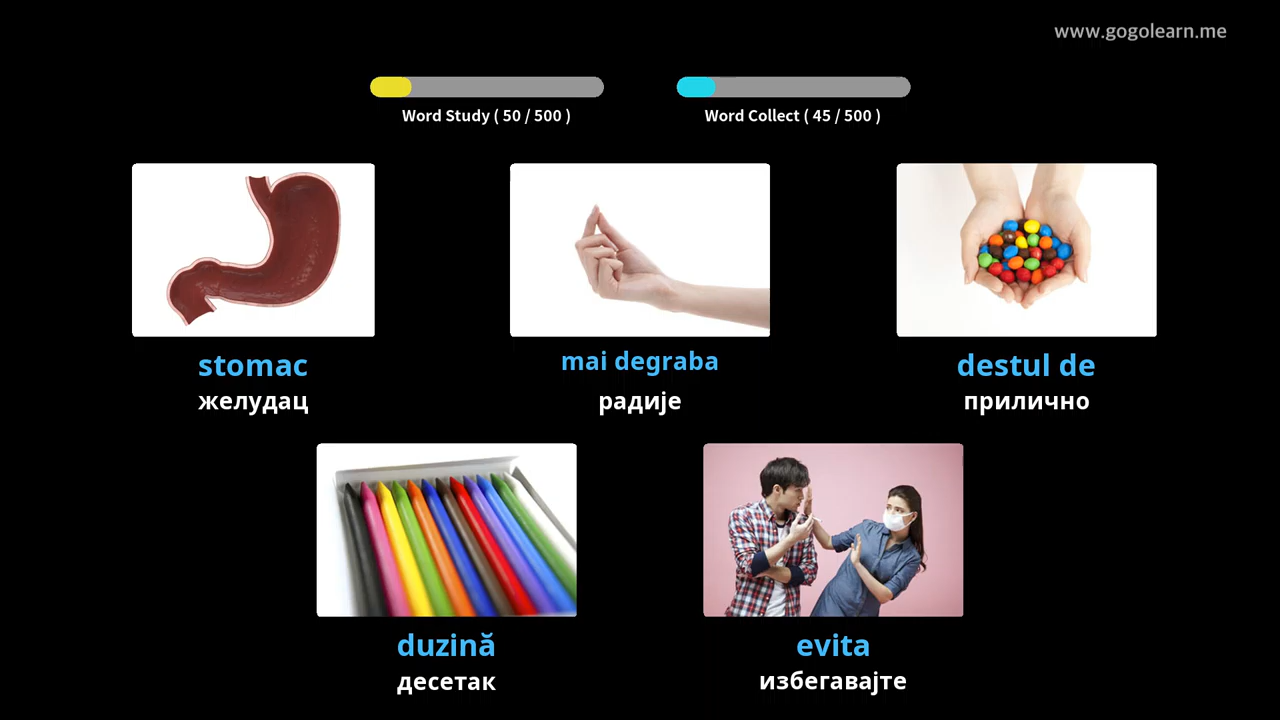 www.gogolearn.me
Word Study ( 50 / 500 )
Word Collect ( 45 / 500 )
stomac
желудац
mai degraba
радије
destul de
прилично
duzină
десетак
evita
избегавајте